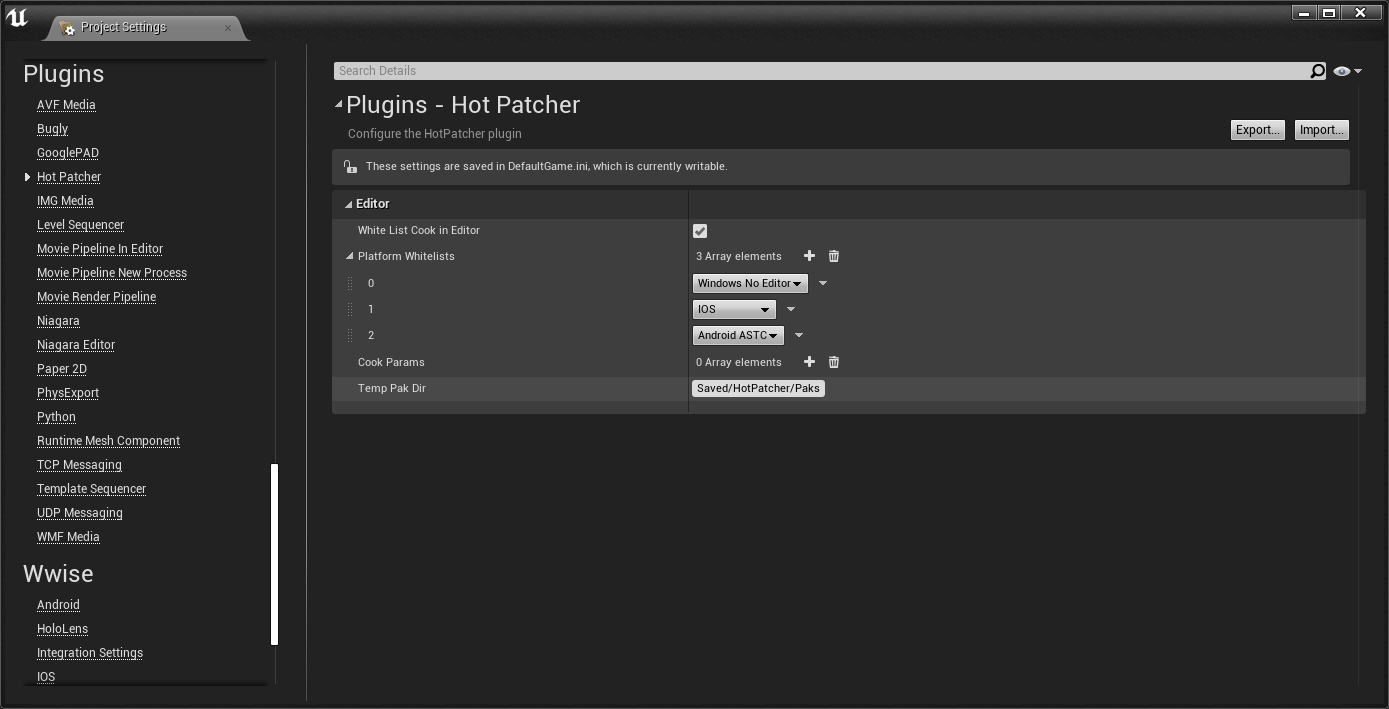 Project Settings
Plugins
AVF Media
Bugly
GooglePAD
Hot Patcher
IMG Media
Level Sequencer
Movie Pipeline In Editor
Movie Pipeline New Process
Movie Render Pipeline
Niagara
Niagara Editor
Paper 2D
PhysExport
Python
Runtime Mesh Component
TCP Messaging
Template Sequencer
UDP Messaging
WMF Media
Wwise
Android
HoloLens
Integration Settings
IOS
Search Details
Plugins - Hot Patcher
Configure the HotPatcher plugin
Export...
Import...
These settings are saved in DefaultGame.ini, which is currently writable.
Editor
White List Cook in Editor
Platform Whitelists 3 Array elements
0 Windows No Editor
1 IOS
2 Android ASTC
Cook Params 0 Array elements
Temp Pak Dir Saved/HotPatcher/Paks